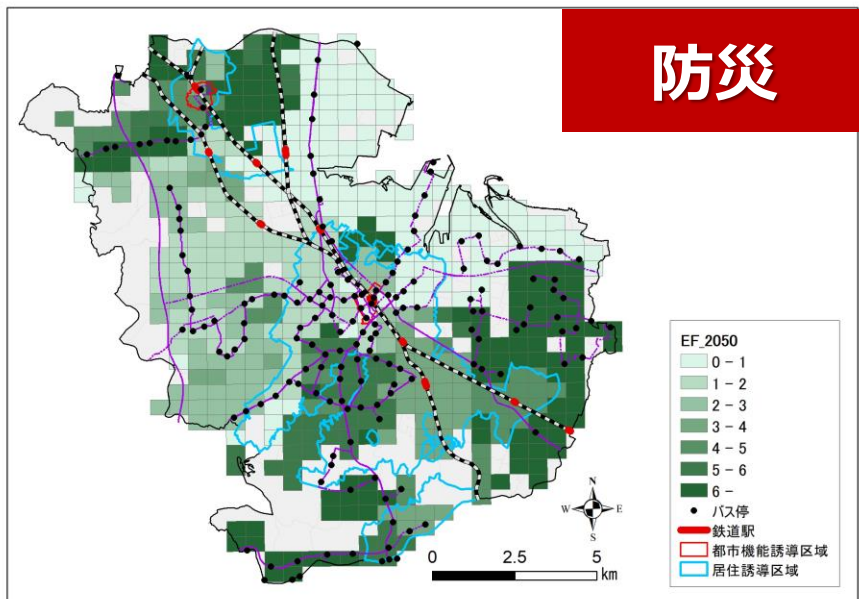 防災
EF_2050
0 - 1
1 - 2
2 - 3
3 - 4
4 - 5
5 - 6
6 -
バス停
鉄道駅
都市機能誘導区域
居住誘導区域
N
W E
S
0 2.5 5
km